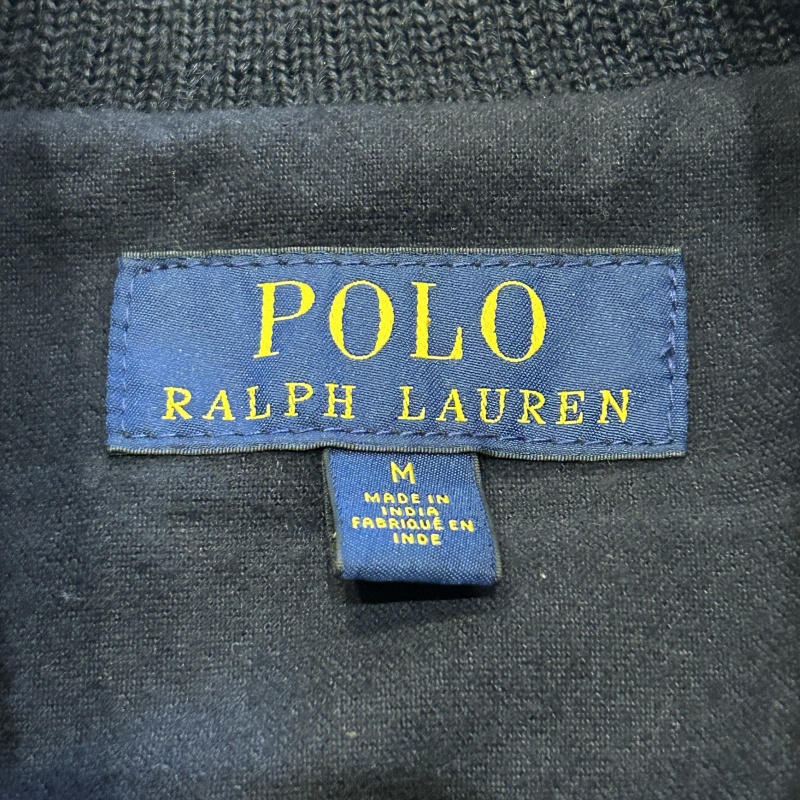 POLO
RALPH LAUREN
M
MADE IN
INDIA
FABRIQUÉ EN
INDE